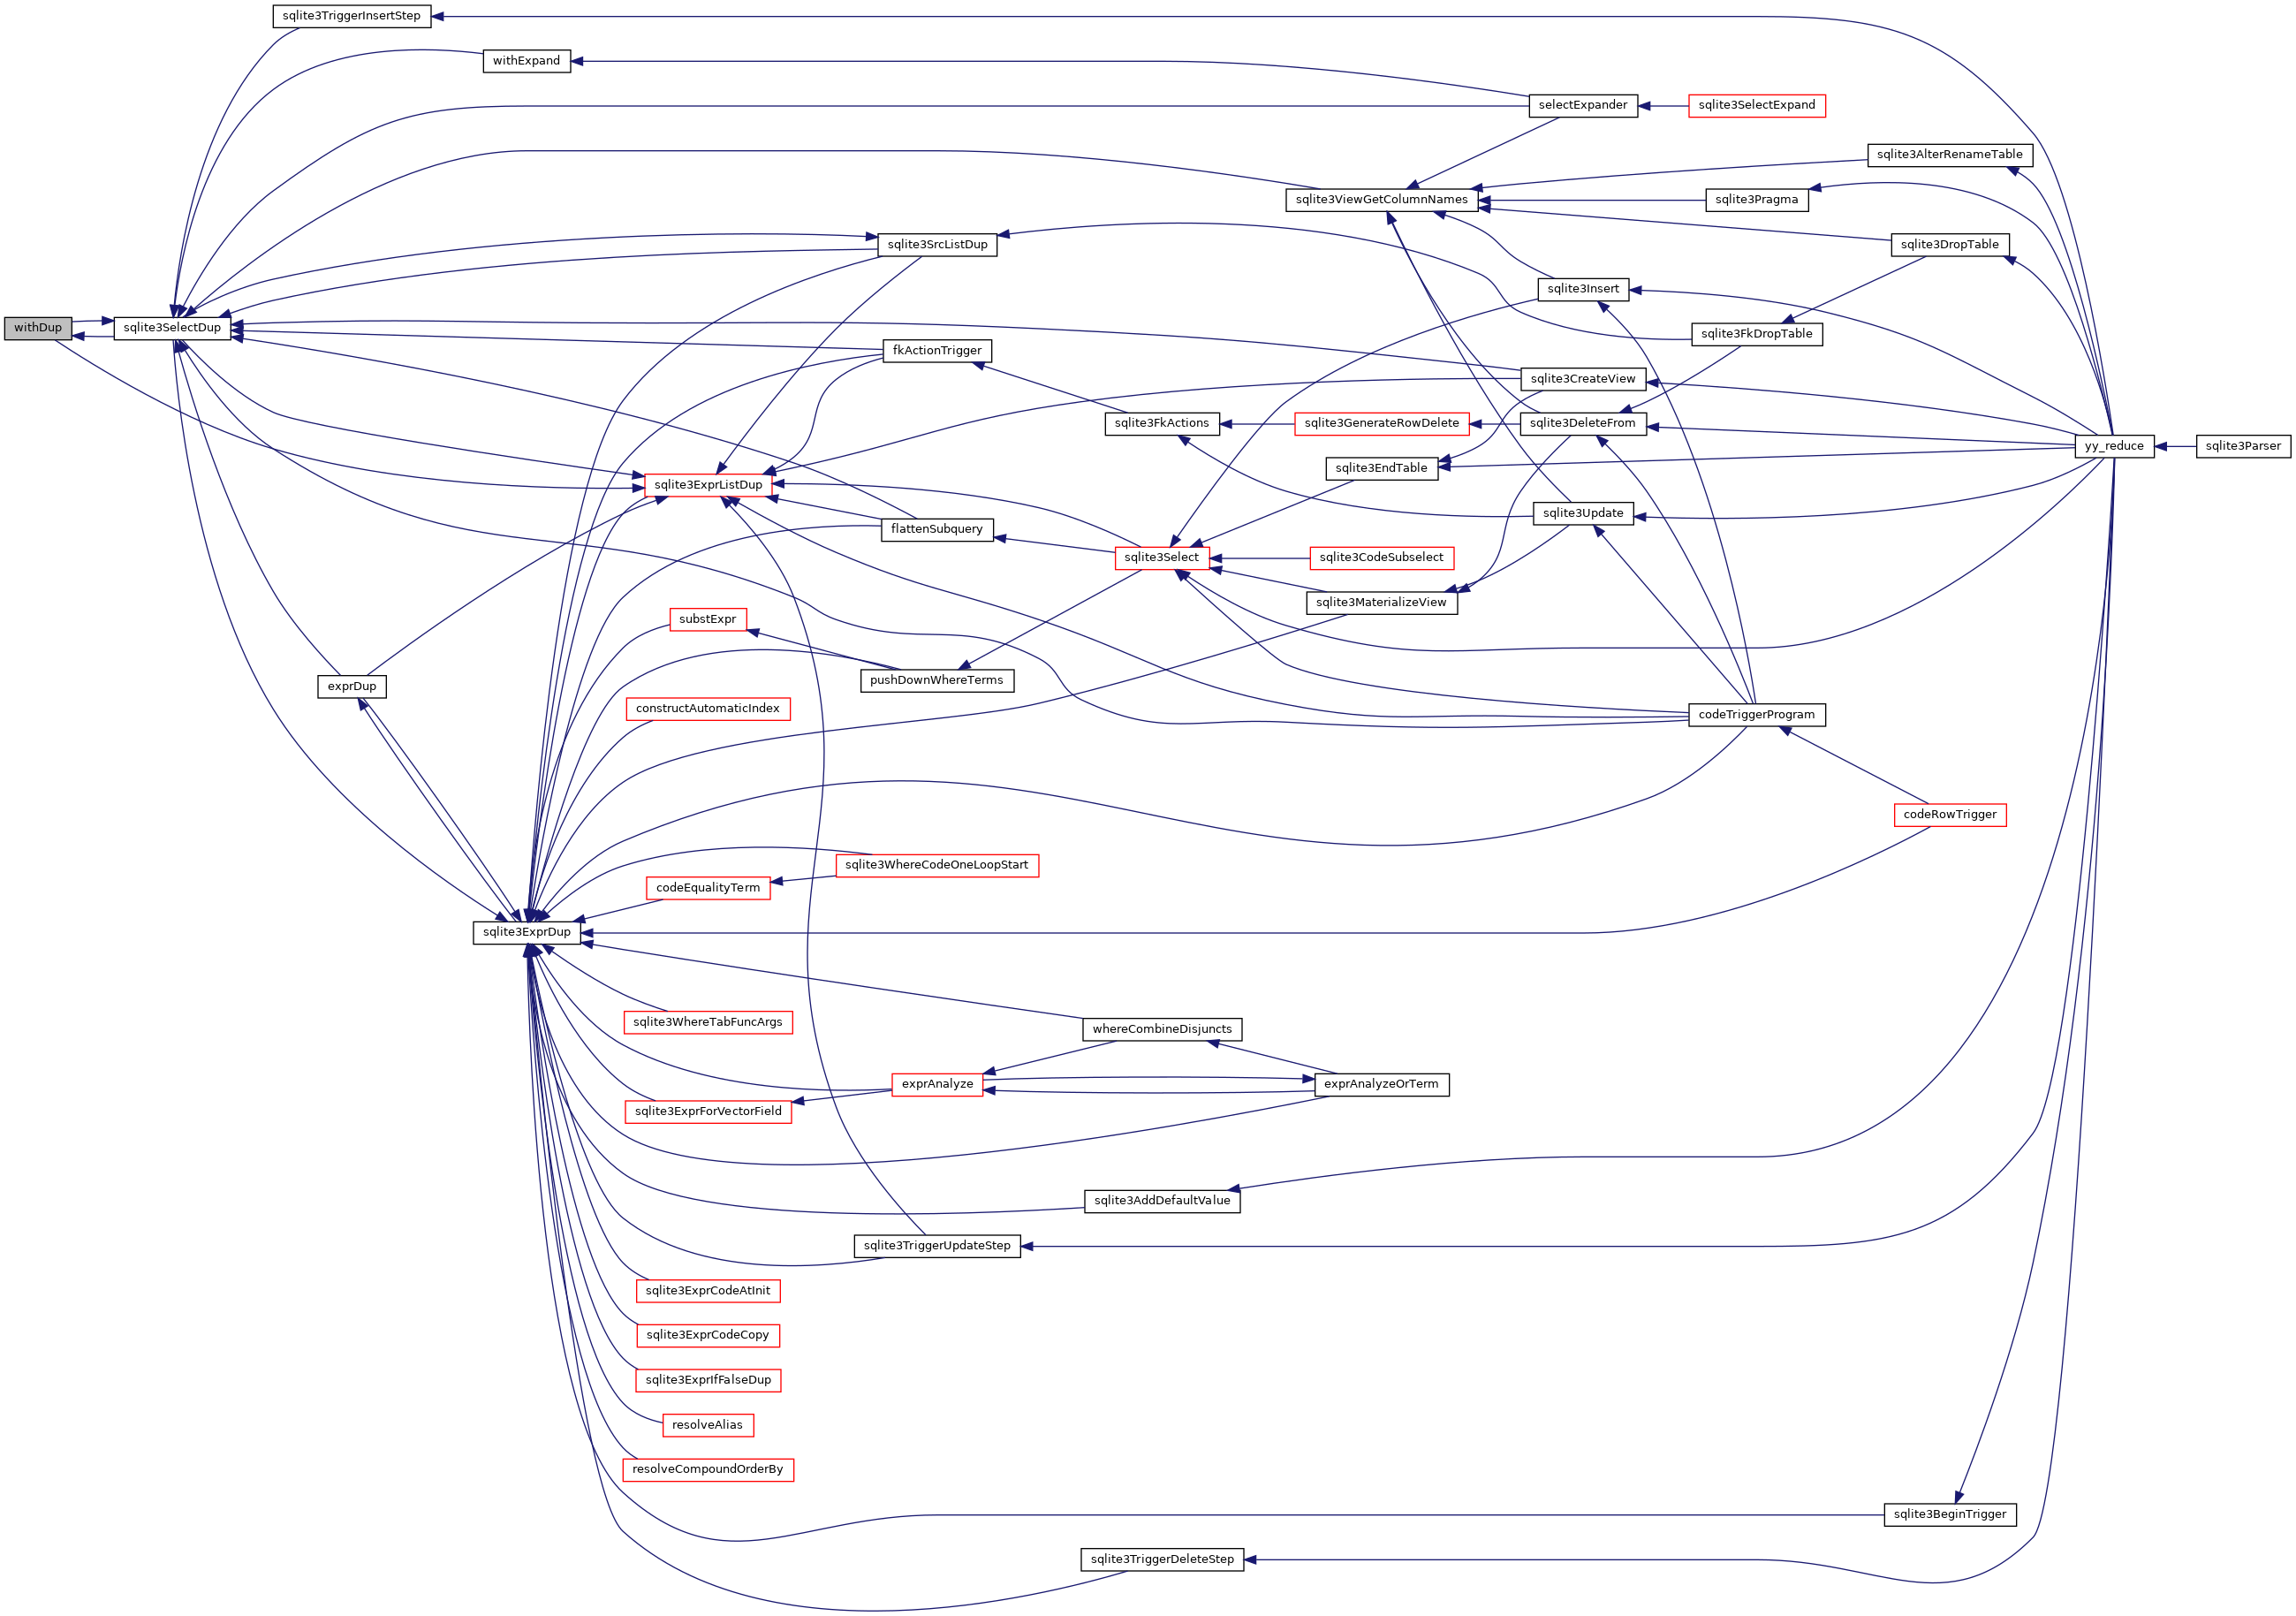 sqlite3TriggerInsertStep
withExpand
selectExpander
sqlite3SelectExpand
sqlite3AlterRenameTable
sqlite3ViewGetColumnNames
sqlite3Pragma
sqlite3SrcListDup
sqlite3DropTable
sqlite3Insert
withDup
sqlite3SelectDup
sqlite3FkDropTable
fkActionTrigger
sqlite3CreateView
sqlite3FkActions
sqlite3GenerateRowDelete
sqlite3DeleteFrom
yy_reduce
sqlite3Parser
sqlite3EndTable
sqlite3ExprListDup
sqlite3Update
flattenSubquery
sqlite3Select
sqlite3CodeSubselect
sqlite3MaterializeView
substExpr
exprDup
pushDownWhereTerms
constructAutomaticIndex
codeTriggerProgram
codeRowTrigger
sqlite3WhereCodeOneLoopStart
codeEqualityTerm
sqlite3ExprDup
sqlite3WhereTabFuncArgs
whereCombineDisjuncts
exprAnalyze
exprAnalyzeOrTerm
sqlite3ExprForVectorField
sqlite3AddDefaultValue
sqlite3TriggerUpdateStep
sqlite3ExprCodeAtInit
sqlite3ExprCodeCopy
sqlite3ExprIfFalseDup
resolveAlias
resolveCompoundOrderBy
sqlite3BeginTrigger
sqlite3TriggerDeleteStep